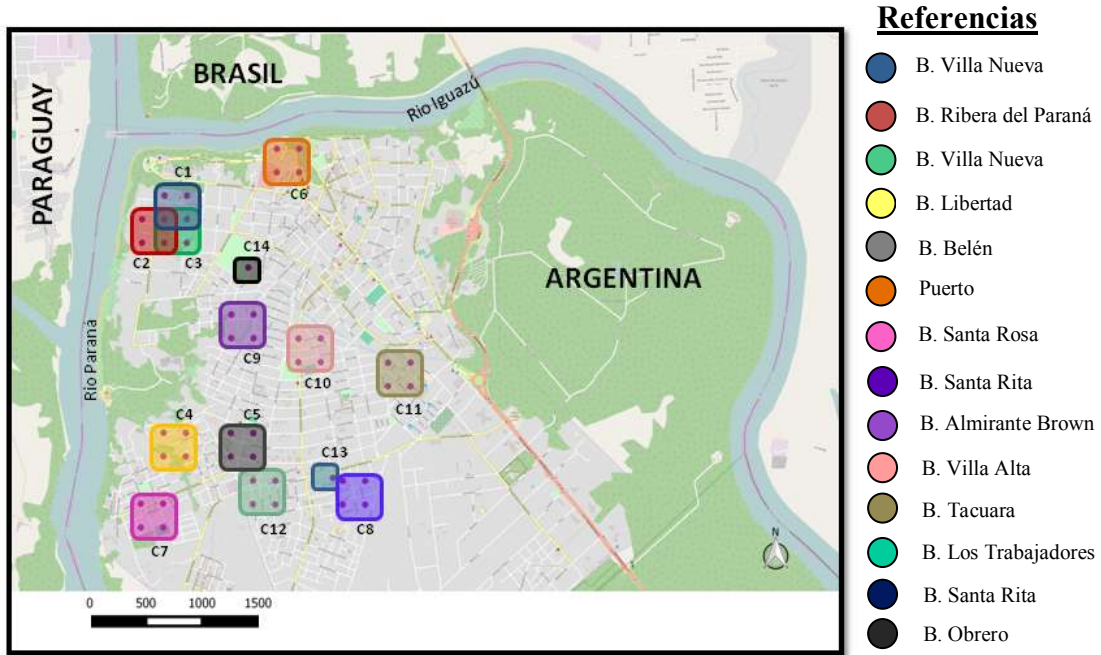 Referencias
BRASIL
PARAGUAY
Rio Iguazú
ARGENTINA
Río Paraná
C1
C6
C2
C3
C14
C9
C10
C11
C4
C5
C13
C7
C12
C8
N
0 500 1000 1500
B. Villa Nueva
B. Ribera del Paraná
B. Villa Nueva
B. Libertad
B. Belén
Puerto
B. Santa Rosa
B. Santa Rita
B. Almirante Brown
B. Villa Alta
B. Tacuara
B. Los Trabajadores
B. Santa Rita
B. Obrero